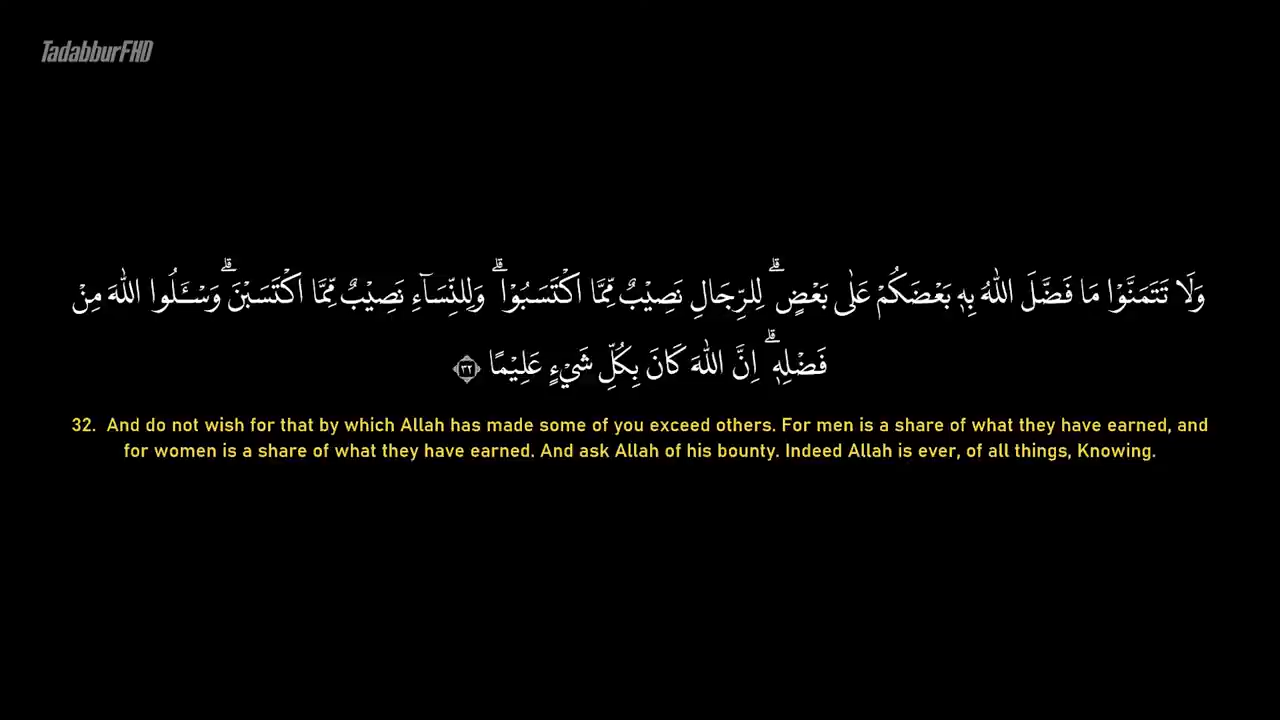 TadabburFHD
وَلَا تَتَمَنَّوْا مَا فَضَّلَ اللّٰهُ بِهٖ بَعْضَكُمْ عَلٰى بَعْضٍ ۗ لِلرِّجَالِ نَصِيْبٌ مِّمَّا اكْتَسَبُوْا ۗ وَلِلنِّسَاۤءِ نَصِيْبٌ مِّمَّا اكْتَسَبْنَ ۗ وَسْـَٔلُوا اللّٰهَ مِنْ
فَضْلِهٖ ۗ اِنَّ اللّٰهَ كَانَ بِكُلِّ شَيْءٍ عَلِيْمًا ٣٢
32. And do not wish for that by which Allah has made some of you exceed others. For men is a share of what they have earned, and
for women is a share of what they have earned. And ask Allah of his bounty. Indeed Allah is ever, of all things, Knowing.